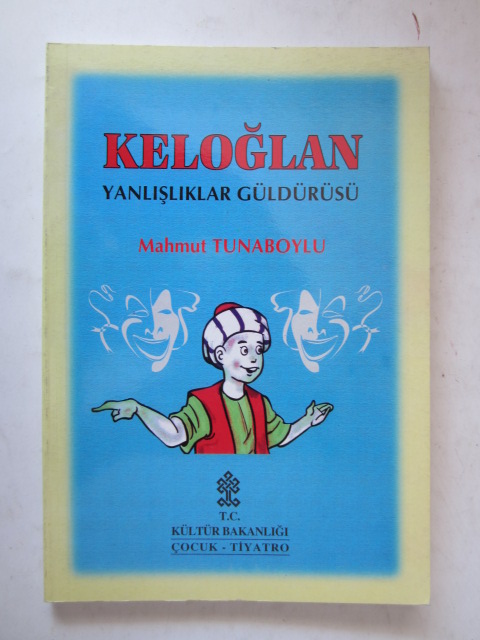 KELOĞLAN
YANLIŞLIKLAR GÜLDÜRÜSÜ
Mahmut TUNABOYLU
T.C.
KÜLTÜR BAKANLIĞI
ÇOCUK - TİYATRO